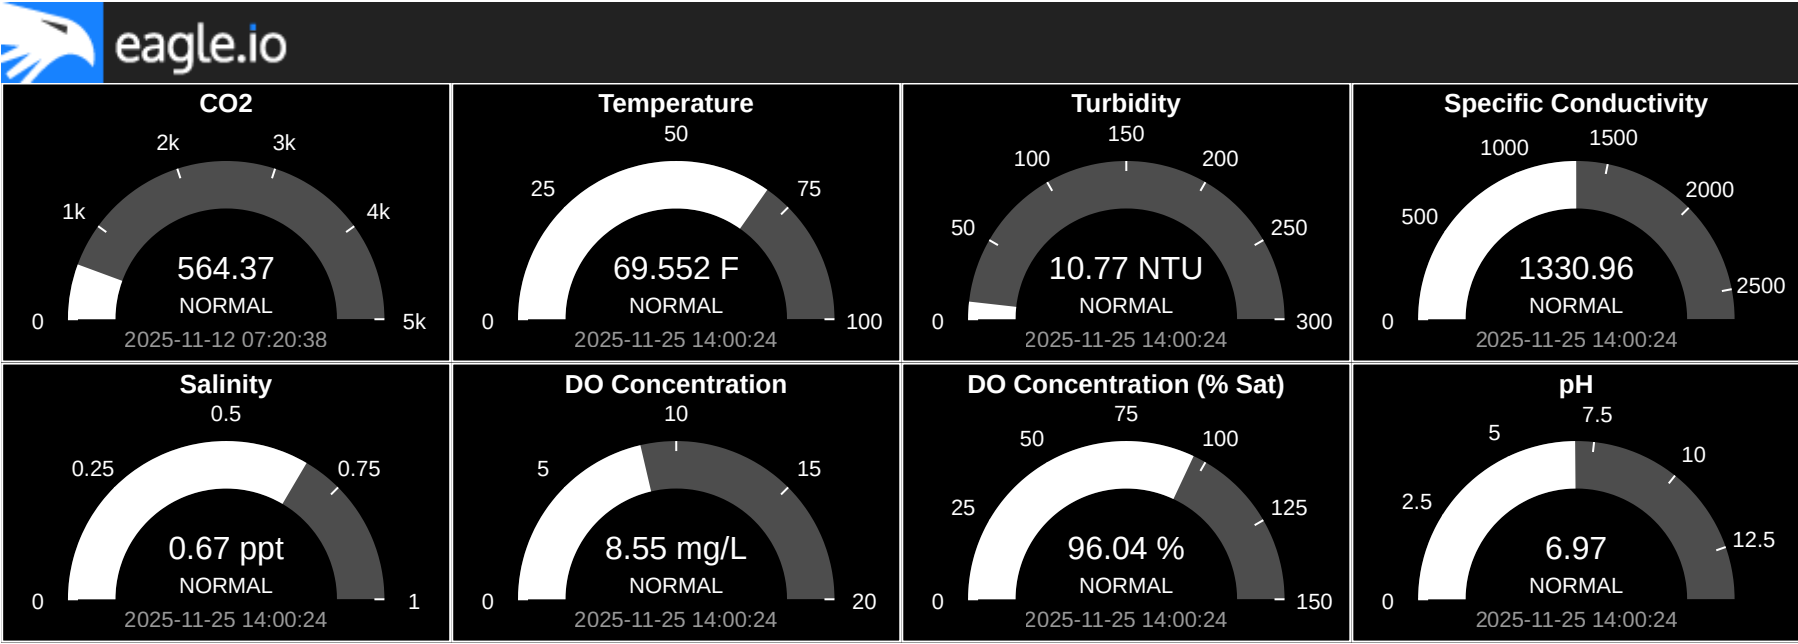 eagle.io
CO2
0
1k
2k
3k
4k
5k
564.37
NORMAL
2025-11-12 07:20:38
Temperature
0
25
50
75
100
69.552 F
NORMAL
2025-11-25 14:00:24
Turbidity
0
50
100
150
200
250
300
10.77 NTU
NORMAL
2025-11-25 14:00:24
Specific Conductivity
0
500
1000
1500
2000
2500
1330.96
NORMAL
2025-11-25 14:00:24
Salinity
0
0.25
0.5
0.75
1
0.67 ppt
NORMAL
2025-11-25 14:00:24
DO Concentration
0
5
10
15
20
8.55 mg/L
NORMAL
2025-11-25 14:00:24
DO Concentration (% Sat)
0
25
50
75
100
125
150
96.04 %
NORMAL
2025-11-25 14:00:24
pH
0
2.5
5
7.5
10
12.5
6.97
NORMAL
2025-11-25 14:00:24